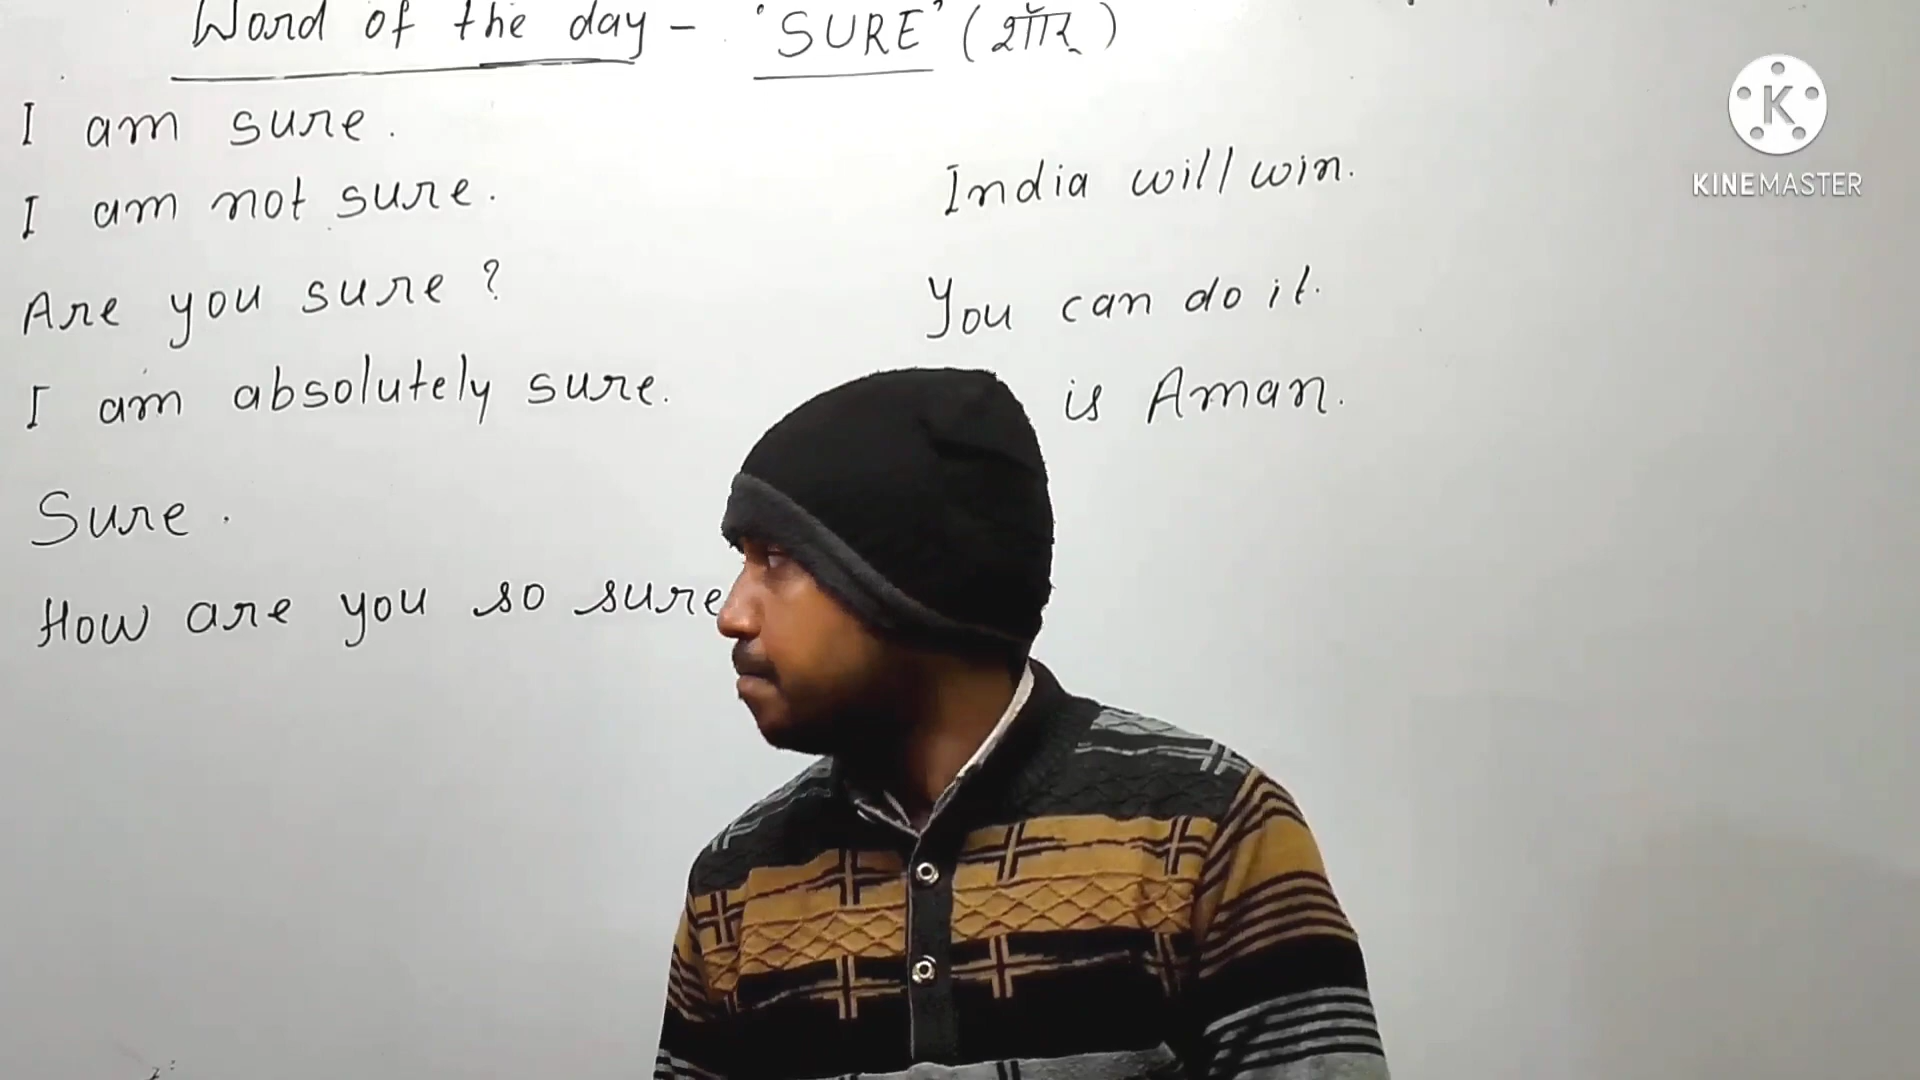 Word of the day - 'SURE' (शॉर)
I am sure.
I am not sure.
Are you sure?
I am absolutely sure.
Sure.
How are you so sure
India will win.
You can do it.
is Aman.
KINEMASTER